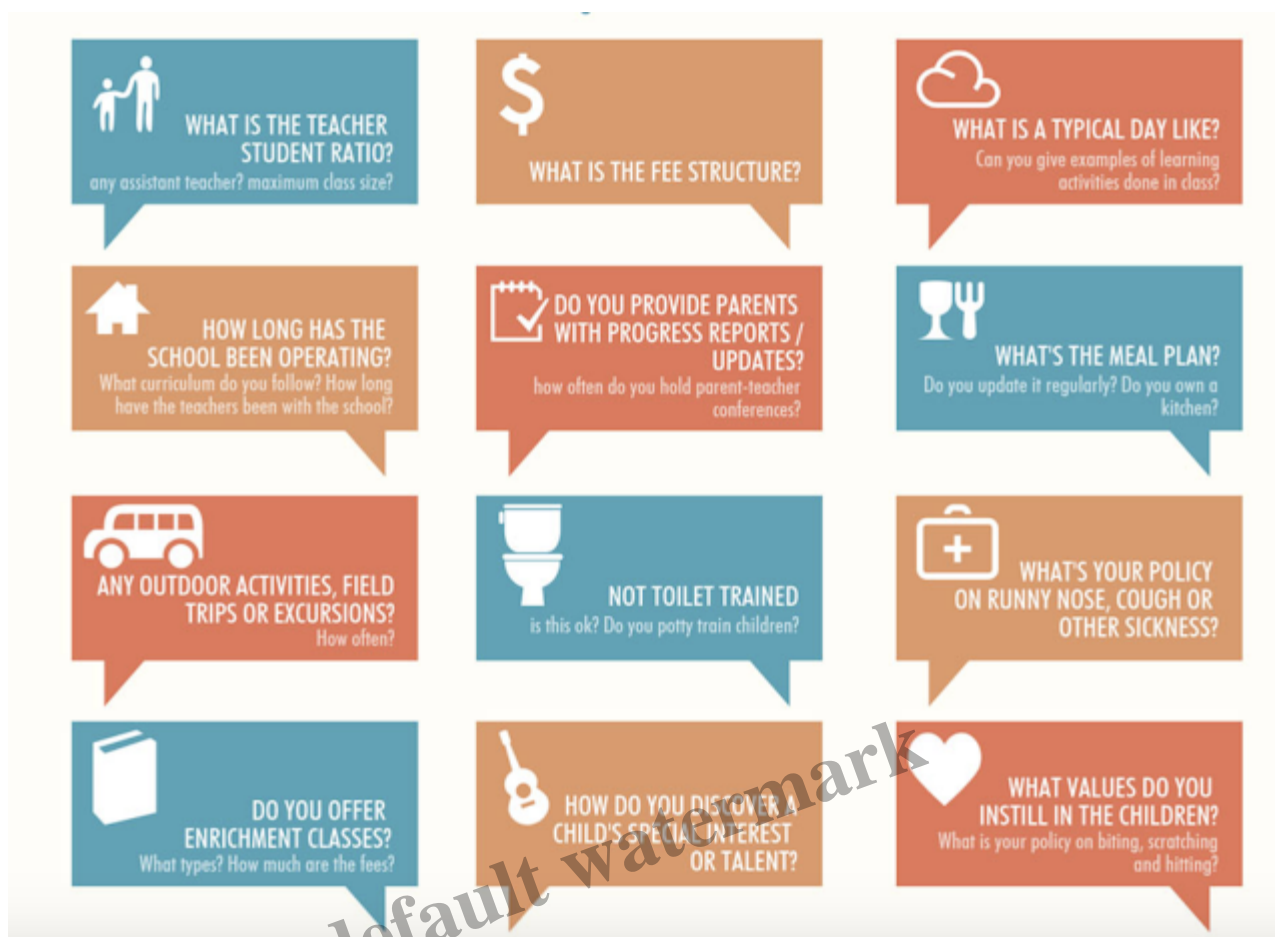 WHAT IS THE TEACHER
STUDENT RATIO?
any assistant teacher? maximum class size?
WHAT IS THE FEE STRUCTURE?
WHAT IS A TYPICAL DAY LIKE?
Can you give examples of learning
activities done in class?
HOW LONG HAS THE
SCHOOL BEEN OPERATING?
What curriculum do you follow? How long
have the teachers been with the school?
DO YOU PROVIDE PARENTS
WITH PROGRESS REPORTS /
UPDATES?
how often do you hold parent-teacher
conferences?
WHAT'S THE MEAL PLAN?
Do you update it regularly? Do you own a
kitchen?
ANY OUTDOOR ACTIVITIES, FIELD
TRIPS OR EXCURSIONS?
How often?
NOT TOILET TRAINED
is this ok? Do you potty train children?
WHAT'S YOUR POLICY
ON RUNNY NOSE, COUGH OR
OTHER SICKNESS?
DO YOU OFFER
ENRICHMENT CLASSES?
What types? How much are the fees?
HOW DO YOU DISCOVER A
CHILD'S SPECIAL INTEREST
OR TALENT?
WHAT VALUES DO YOU
INSTILL IN THE CHILDREN?
What is your policy on biting, scratching
and hitting?
default watermark